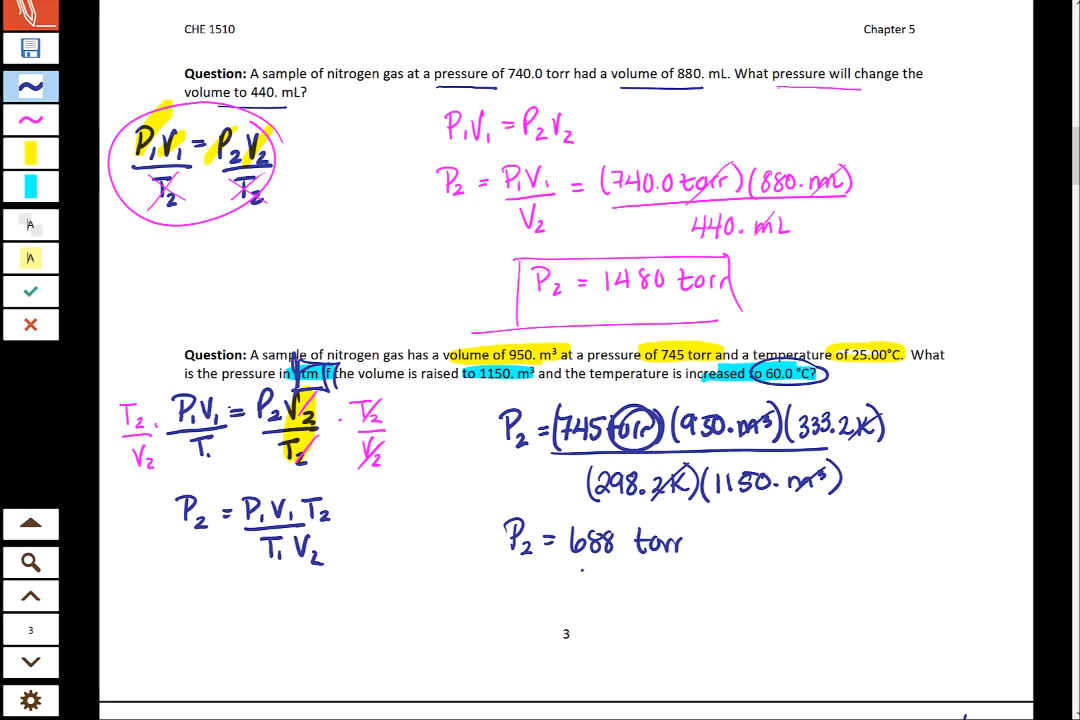 CHE 1510 Chapter 5
Question: A sample of nitrogen gas at a pressure of 740.0 torr had a volume of 880. mL. What pressure will change the
volume to 440. mL?
P₁V₁ = P₂V₂
T₂ T₂
P₁V₁ = P₂V₂
P₂ = P₁V₁ = (740.0 torr)(880. mL)
V₂ 440. mL
P₂ = 1480 torr
Question: A sample of nitrogen gas has a volume of 950. m³ at a pressure of 745 torr and a temperature of 25.00°C. What
is the pressure in atm if the volume is raised to 1150. m³ and the temperature is increased to 60.0 °C?
T₂ · P₁V₁ = P₂V₂ · T₂
V₂ T₁ T₂ V₂
P₂ = P₁V₁T₂
T₁V₂
P₂ = (745 torr)(950. m³)(333.2K)
(298.2K)(1150. m³)
P₂ = 688 torr
3
A
A
3